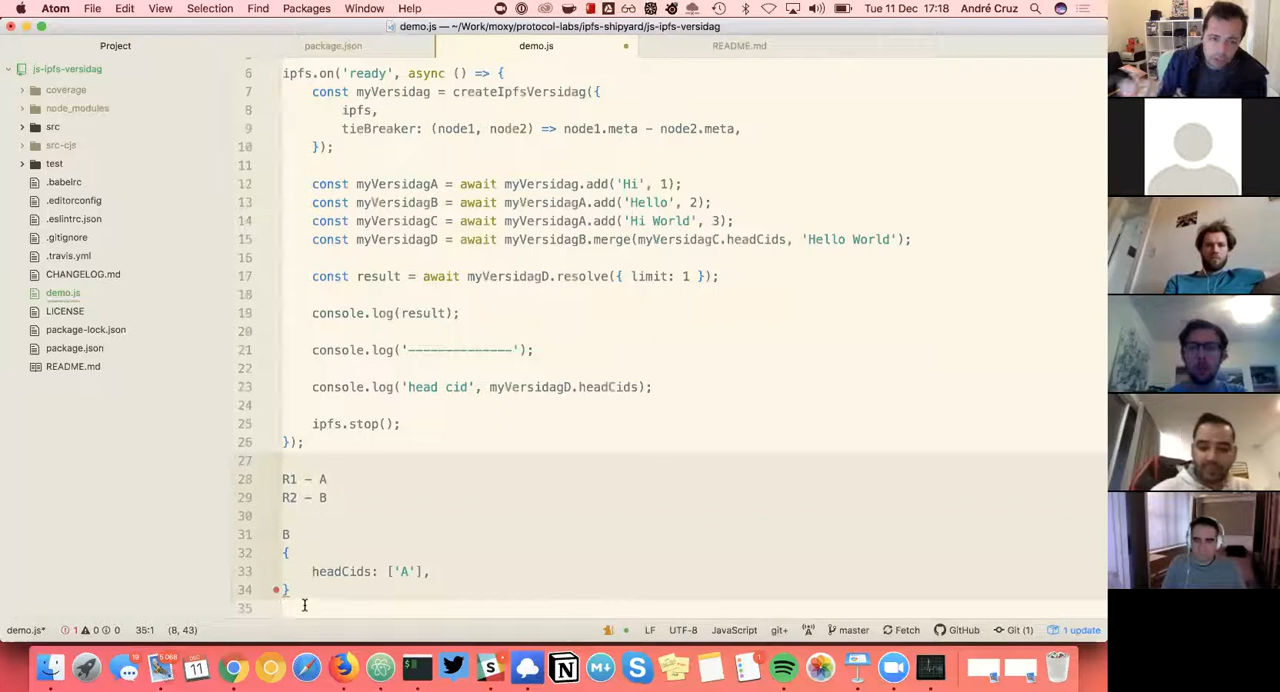 Atom File Edit View Selection Find Packages Window Help Tue 11 Dec 17:18 André Cruz
demo.js — ~/Work/moxy/protocol-labs/ipfs-shipyard/js-ipfs-versidag
Project package.json demo.js README.md
js-ipfs-versidag
coverage
node_modules
src
src-cjs
test
.babelrc
.editorconfig
.eslintrc.json
.gitignore
.travis.yml
CHANGELOG.md
demo.js
LICENSE
package-lock.json
package.json
README.md
6 ipfs.on('ready', async () => {
7 const myVersidag = createIpfsVersidag({
8 ipfs,
9 tieBreaker: (node1, node2) => node1.meta - node2.meta,
10 });
11
12 const myVersidagA = await myVersidag.add('Hi', 1);
13 const myVersidagB = await myVersidagA.add('Hello', 2);
14 const myVersidagC = await myVersidagA.add('Hi World', 3);
15 const myVersidagD = await myVersidagB.merge(myVersidagC.headCids, 'Hello World');
16
17 const result = await myVersidagD.resolve({ limit: 1 });
18
19 console.log(result);
20
21 console.log('--------------');
22
23 console.log('head cid', myVersidagD.headCids);
24
25 ipfs.stop();
26 });
27
28 R1 - A
29 R2 - B
30
31 B
32 {
33 headCids: ['A'],
34 }
35
demo.js* 1 0 0 35:1 (8, 43) LF UTF-8 JavaScript git+ master Fetch GitHub Git (1) 1 update